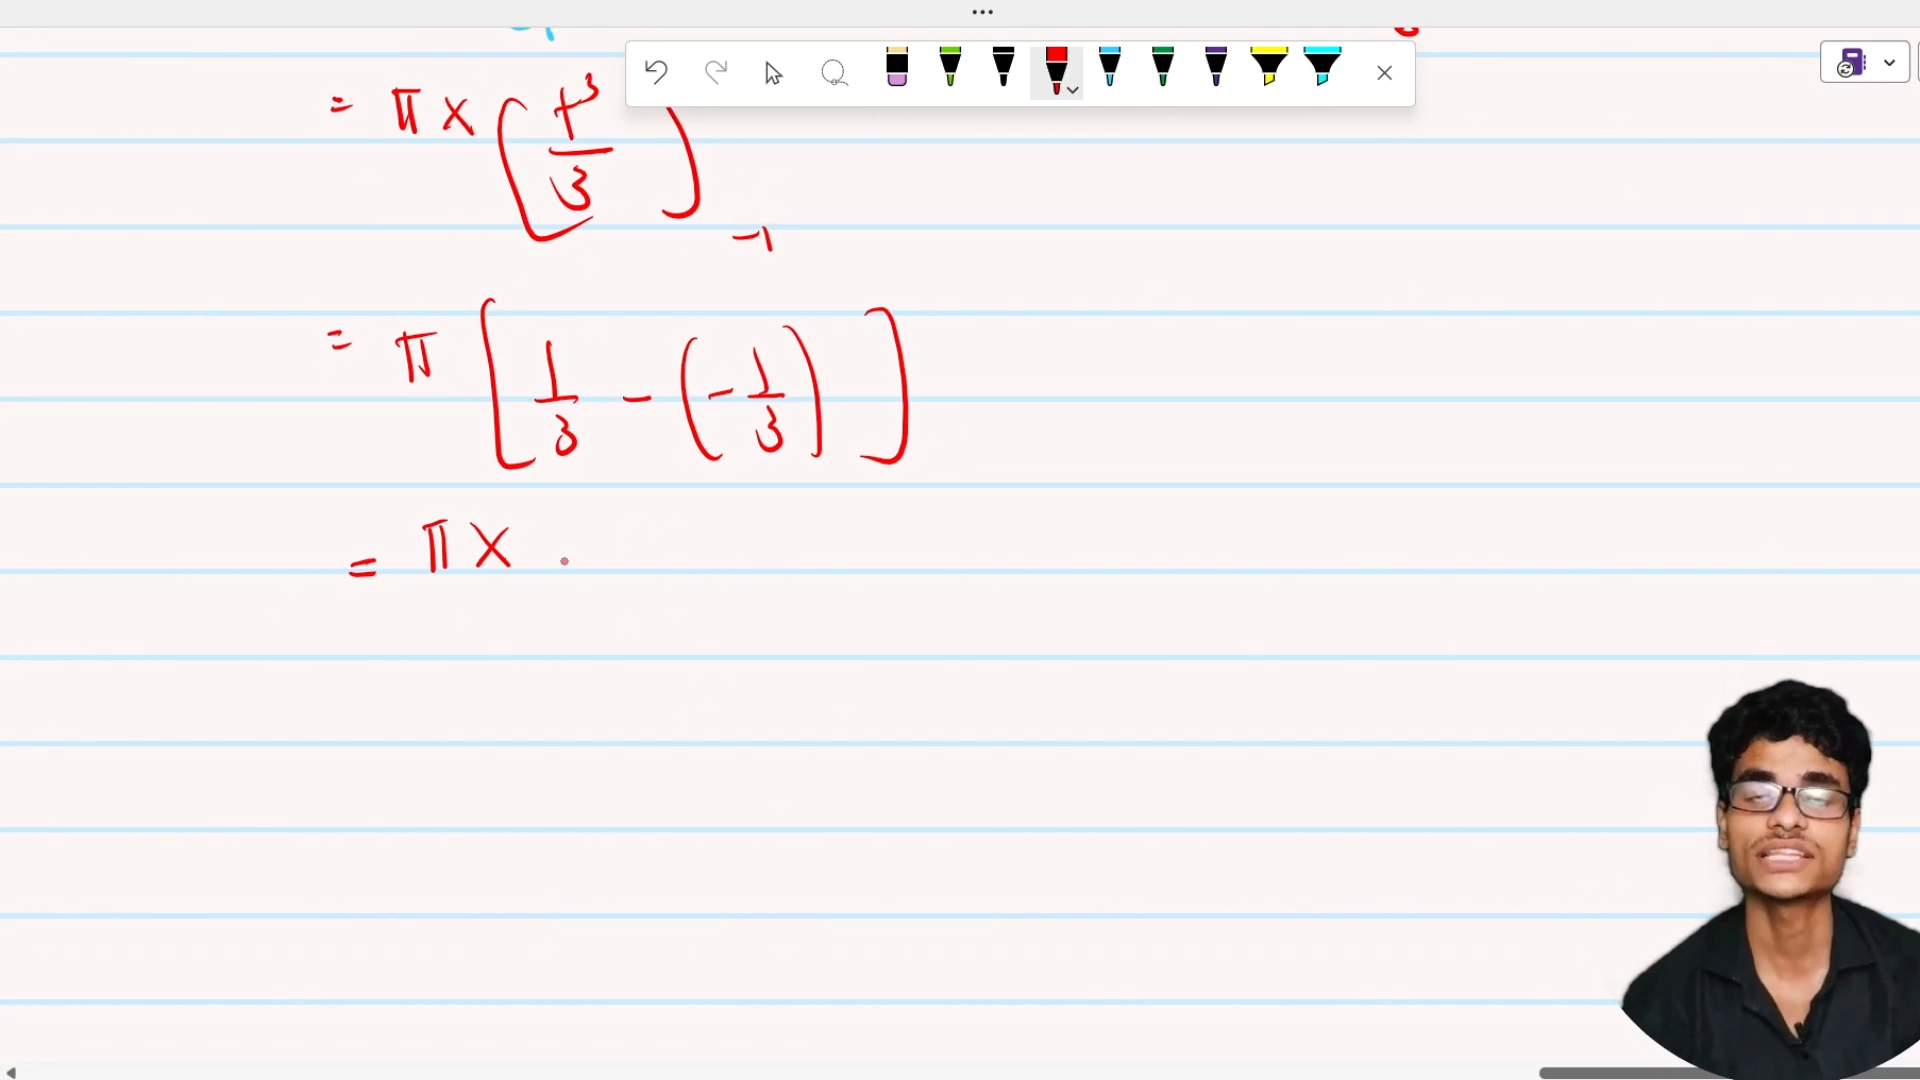 = π × [t³/3]₋₁
= π [1/3 - (-1/3)]
= π ×